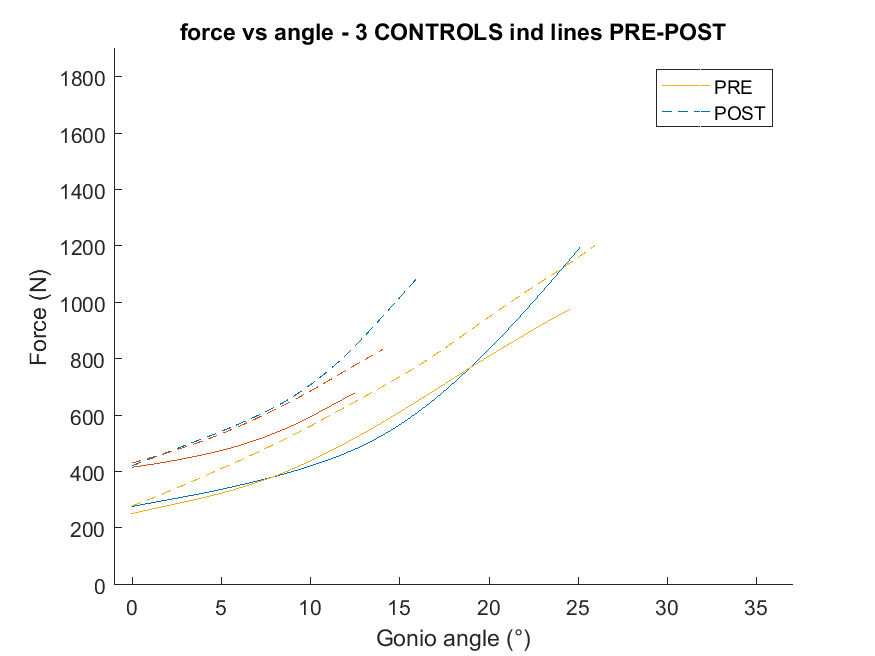 force vs angle - 3 CONTROLS ind lines PRE-POST
PRE
POST
1800
1600
1400
1200
1000
800
600
400
200
0
Force (N)
0 5 10 15 20 25 30 35
Gonio angle (°)